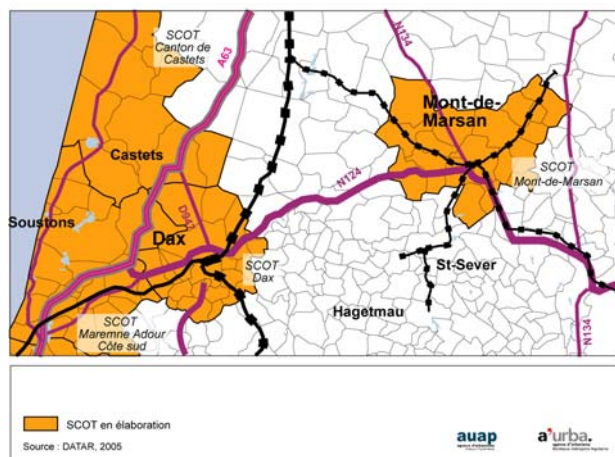 SCOT
Canton de
Castets
A63
N134
Mont-de-
Marsan
Castets
SCOT
Mont-de-Marsan
N124
D947
Soustons
Dax
SCOT
Dax
St-Sever
Hagetmau
SCOT
Maremne Adour
Côte sud
N134
SCOT en élaboration
Source : DATAR, 2005
auap
a'urba.